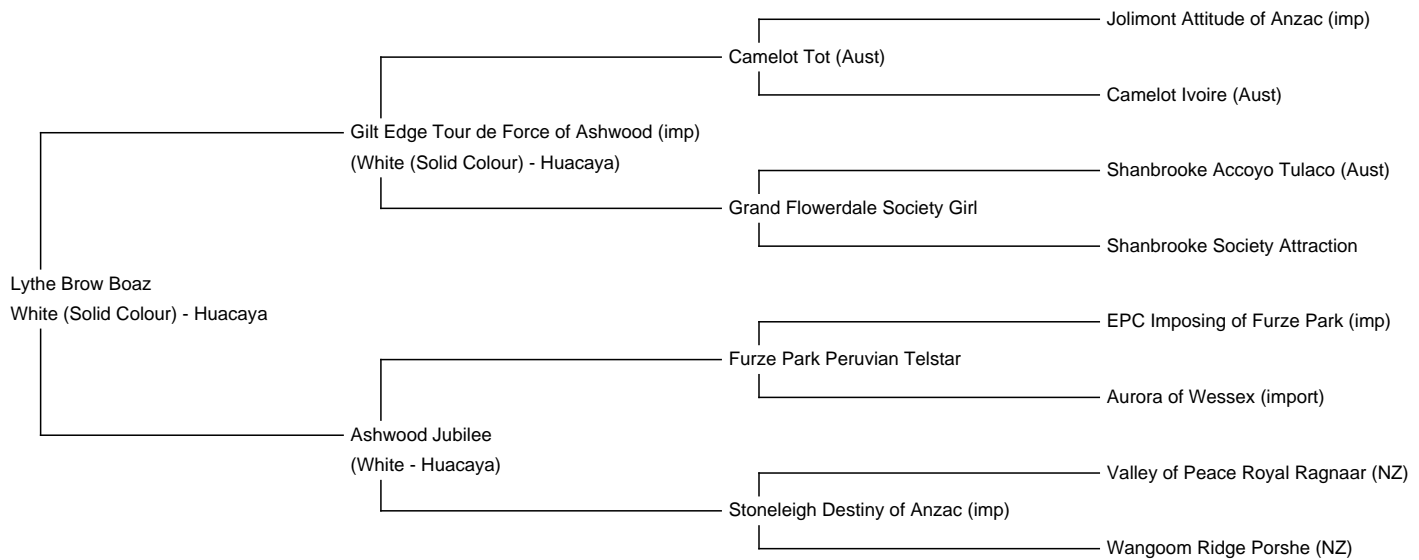 Jolimont Attitude of Anzac (imp)
Camelot Tot (Aust)
Camelot Ivoire (Aust)
Gilt Edge Tour de Force of Ashwood (imp)
(White (Solid Colour) - Huacaya)
Shanbrooke Accoyo Tulaco (Aust)
Grand Flowerdale Society Girl
Shanbrooke Society Attraction
Lythe Brow Boaz
White (Solid Colour) - Huacaya
EPC Imposing of Furze Park (imp)
Furze Park Peruvian Telstar
Aurora of Wessex (import)
Ashwood Jubilee
(White - Huacaya)
Valley of Peace Royal Ragnaar (NZ)
Stoneleigh Destiny of Anzac (imp)
Wangoom Ridge Porshe (NZ)